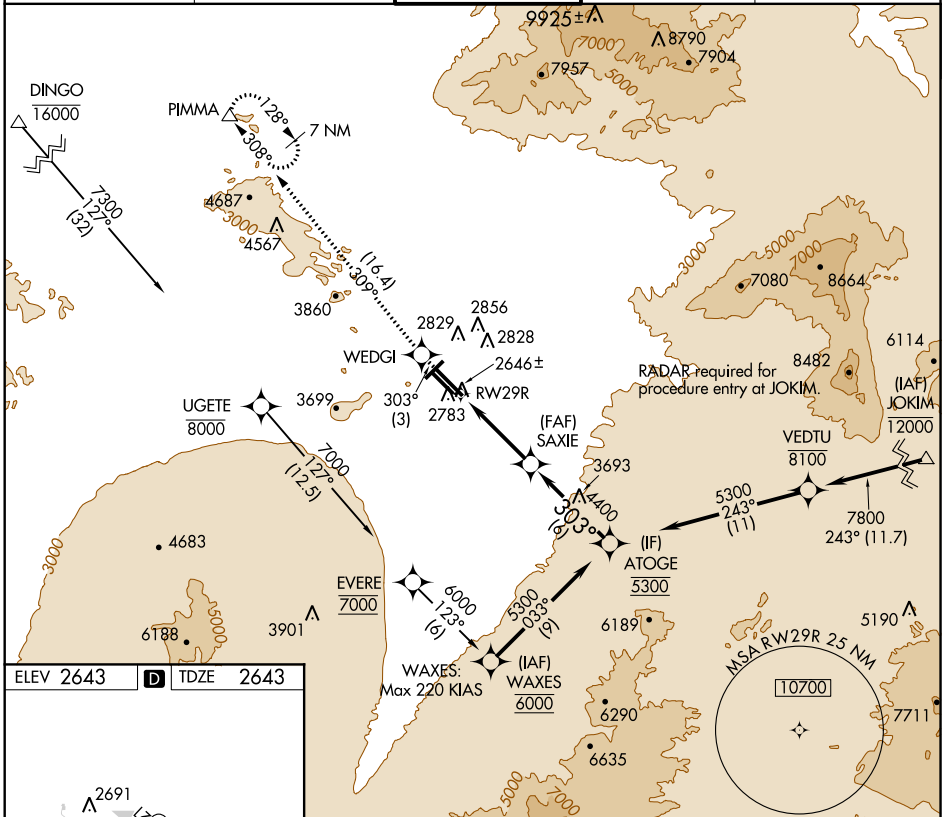 9925±
8790
7000
7904
7957
5000
DINGO
16000
PIMMA
128°
7 NM
308°
7300
127°
(32)
4687
3000
4567
(16.4)
309°
3860
3000
5000
7000
7080
8664
2829
2856
2828
WEDGI
2646±
RW29R
6114
8482
RADAR required for
procedure entry at JOKIM.
(IAF)
JOKIM
12000
UGETE
8000
3699
303°
(3)
2783
(FAF)
SAXIE
VEDTU
8100
7000
127°
(12.5)
3693
4400
303°
(6)
5300
243°
(11)
7800
243° (11.7)
3000
4683
(IF)
ATOGE
5300
EVERE
7000
6000
123°
(6)
5300
033°
(9)
5000
6188
3901
6189
5190
MSA RW29R 25 NM
10700
WAXES:
Max 220 KIAS
(IAF)
WAXES
6000
ELEV 2643
D
TDZE 2643
6290
7711
6635
5000
7000
2691